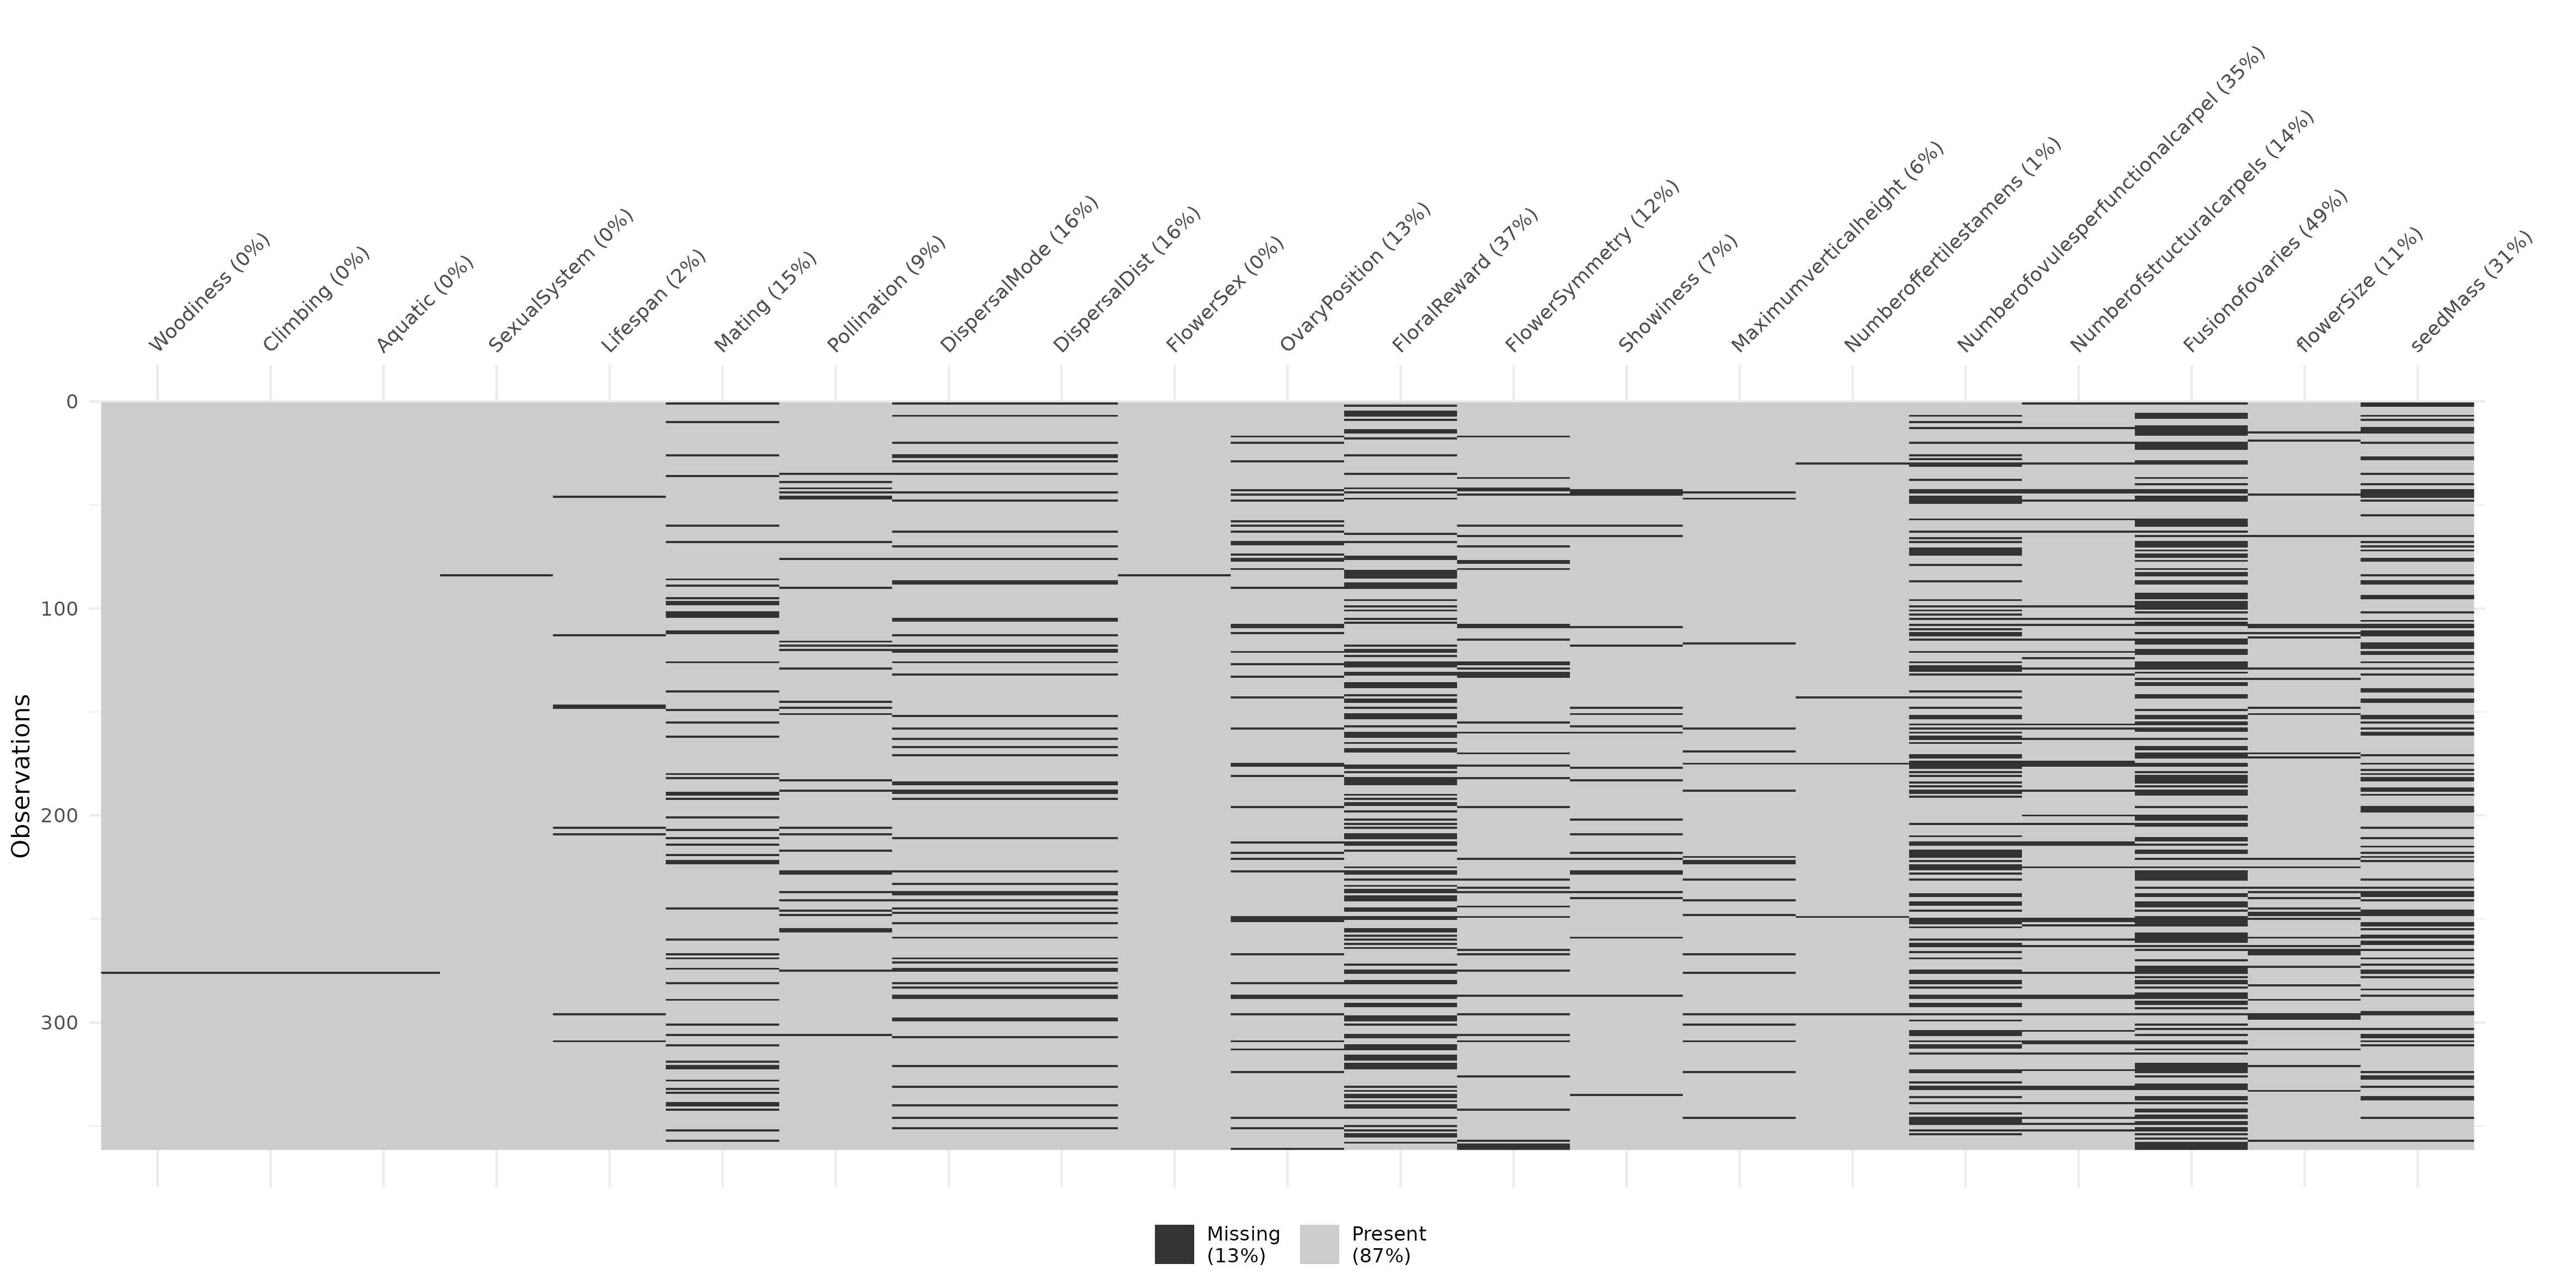 Woodiness (0%)
Climbing (0%)
Aquatic (0%)
SexualSystem (0%)
Lifespan (2%)
Mating (15%)
Pollination (9%)
DispersalMode (16%)
DispersalDist (16%)
FlowerSex (0%)
OvaryPosition (13%)
FloralReward (37%)
FlowerSymmetry (12%)
Showiness (7%)
Maximumverticalheight (6%)
Numberoffertilestamens (1%)
Numberofovulesperfunctionalcarpel (35%)
Numberofstructuralcarpels (14%)
Fusionofovaries (49%)
flowerSize (11%)
seedMass (31%)
0
100
200
300
Observations
Missing
(13%)
Present
(87%)